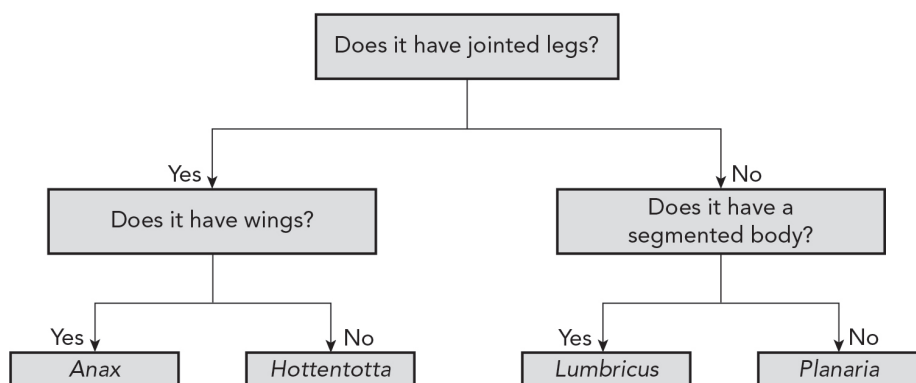 Does it have jointed legs?
Yes
No
Does it have wings?
Does it have a
segmented body?
Yes
No
Yes
No
Anax
Hottentotta
Lumbricus
Planaria